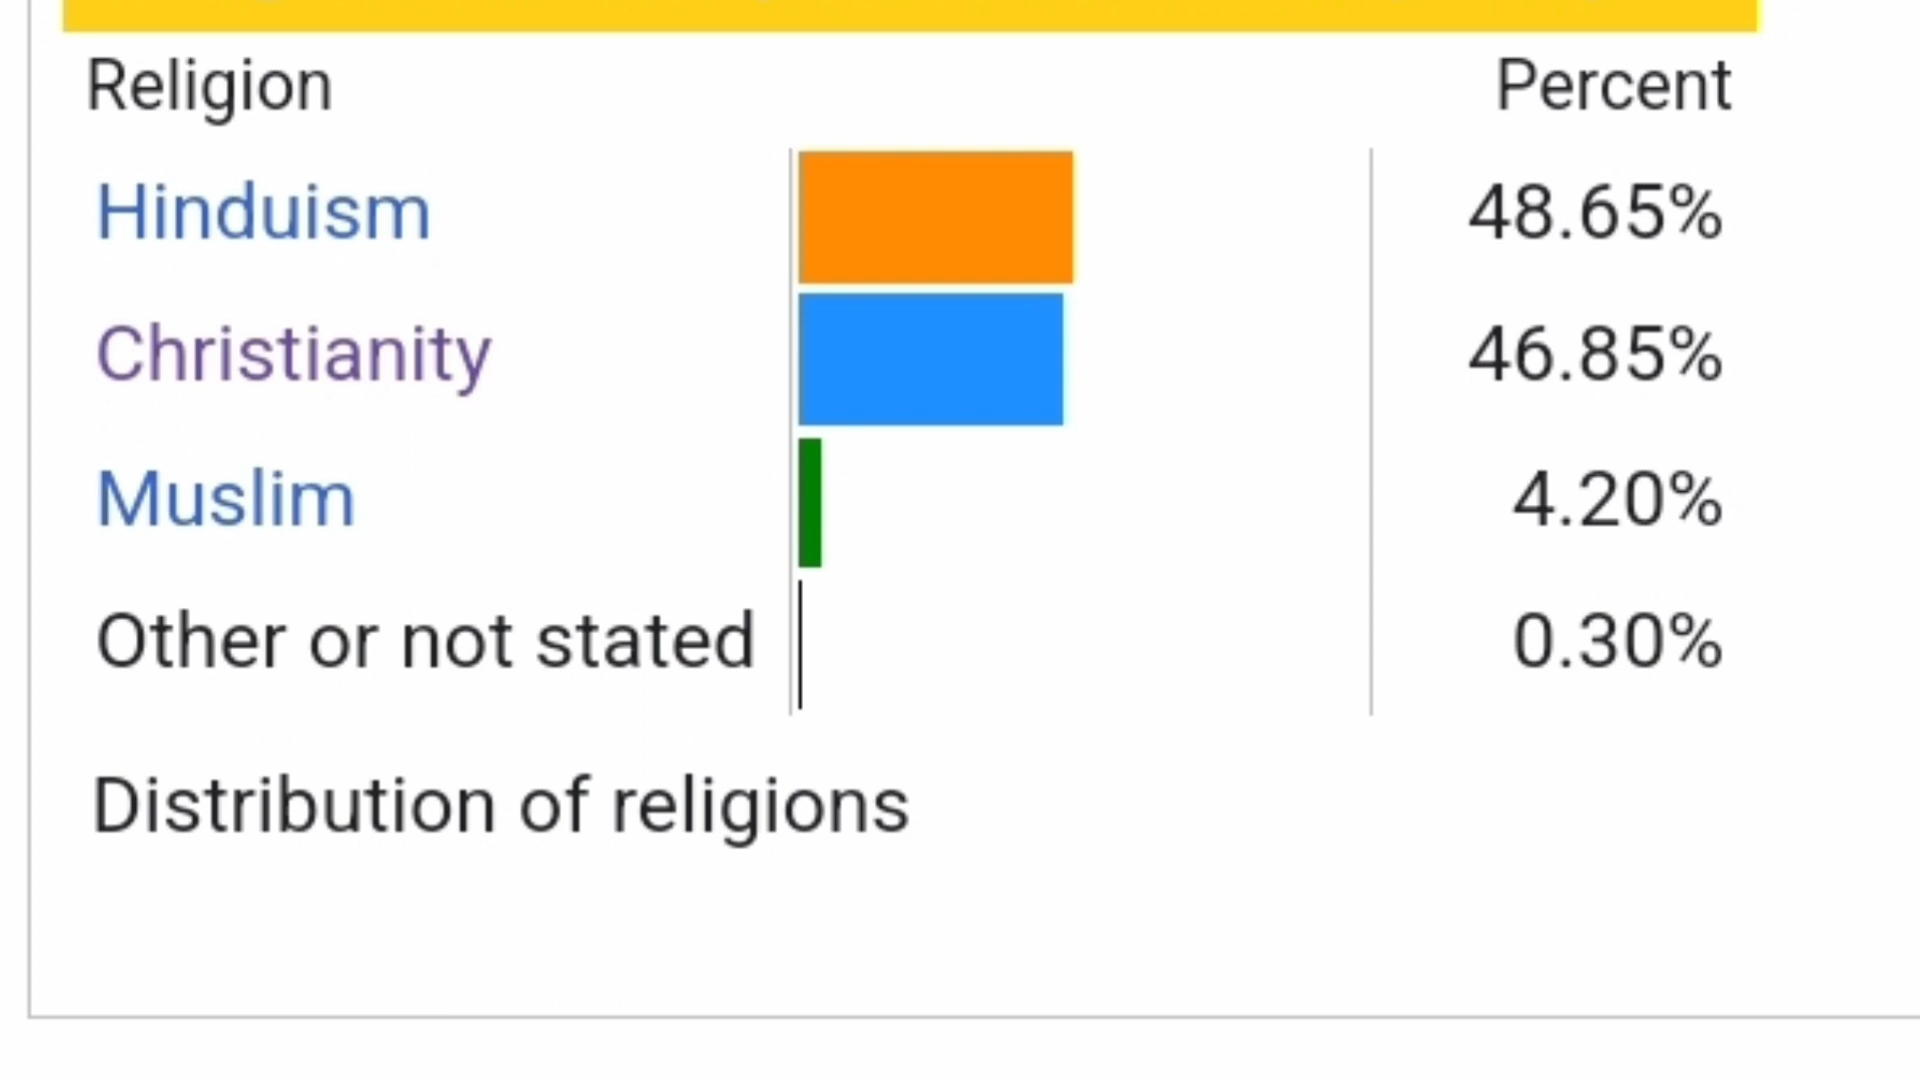 Religion Percent
Hinduism 48.65%
Christianity 46.85%
Muslim 4.20%
Other or not stated 0.30%
Distribution of religions